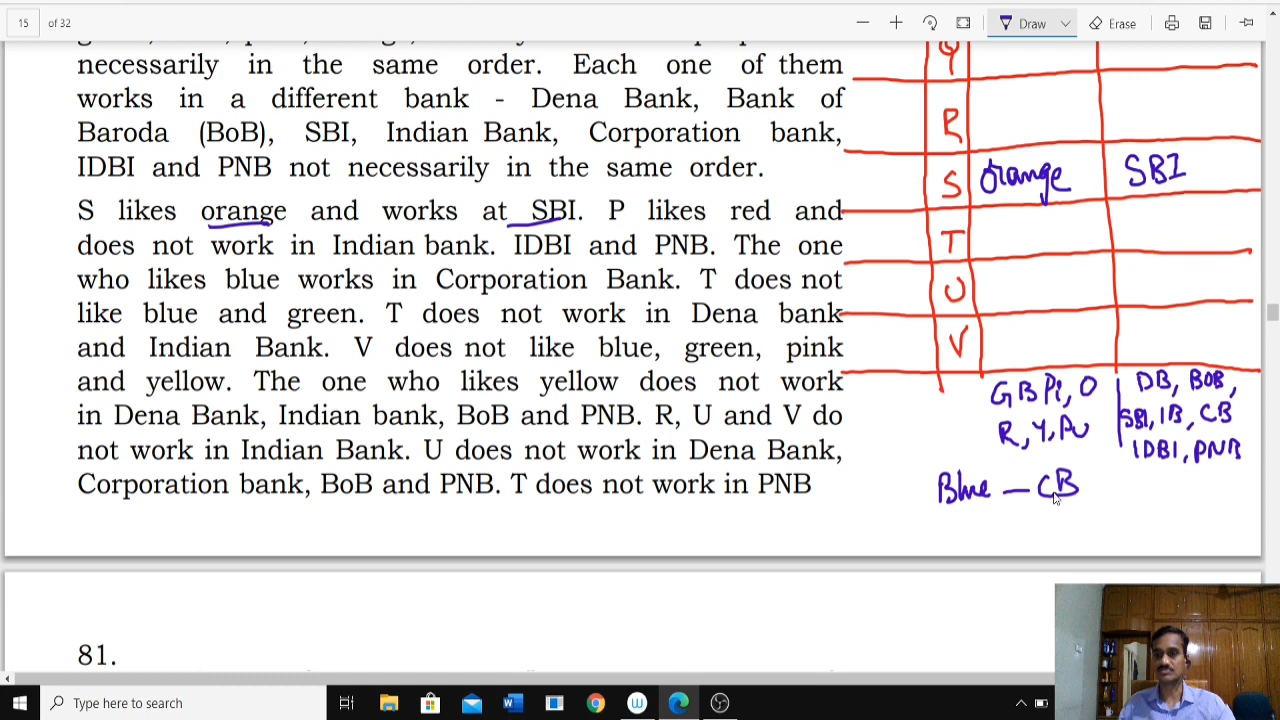 15 of 32
Draw
Erase
necessarily in the same order. Each one of them
works in a different bank - Dena Bank, Bank of
Baroda (BoB), SBI, Indian Bank, Corporation bank,
IDBI and PNB not necessarily in the same order.
S likes orange and works at SBI. P likes red and
does not work in Indian bank. IDBI and PNB. The one
who likes blue works in Corporation Bank. T does not
like blue and green. T does not work in Dena bank
and Indian Bank. V does not like blue, green, pink
and yellow. The one who likes yellow does not work
in Dena Bank, Indian bank, BoB and PNB. R, U and V do
not work in Indian Bank. U does not work in Dena Bank,
Corporation bank, BoB and PNB. T does not work in PNB
Q
R
S orange SBI
T
U
V
G B Pi, O
R, Y, Pu
DB, BOB,
SBI, IB, CB
IDBI, PNB
Blue — CB
81.
Type here to search